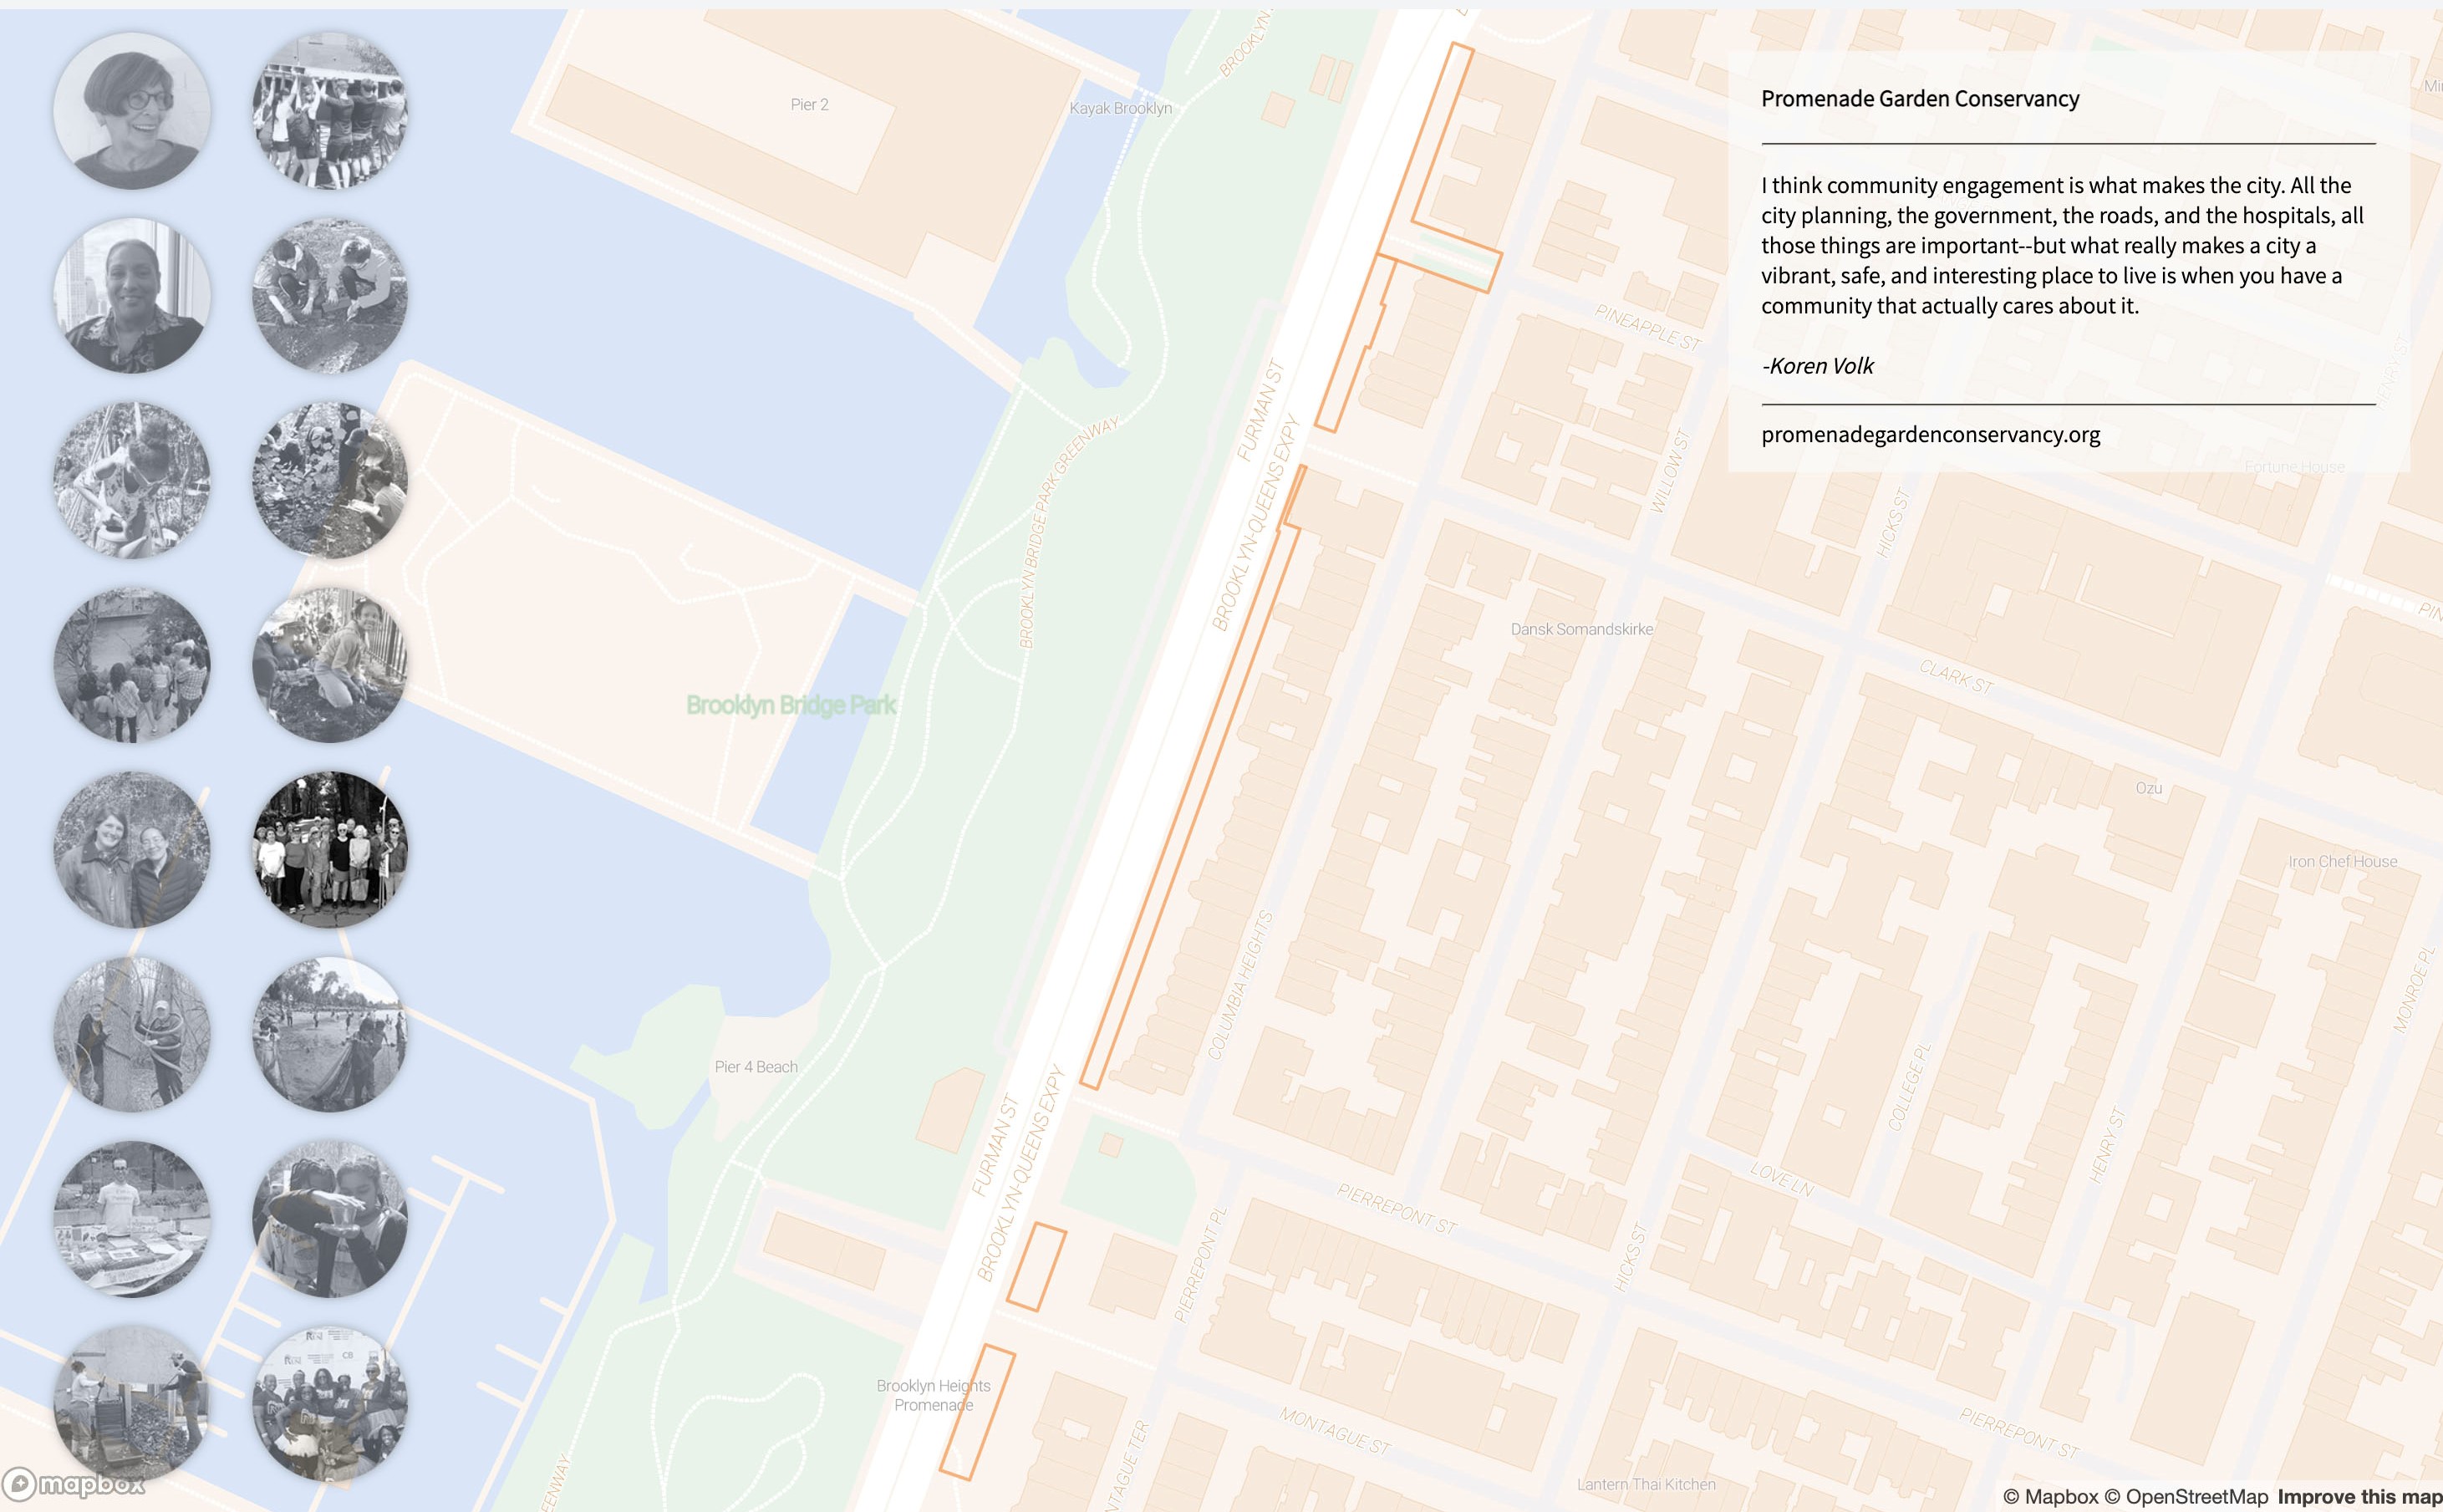 Promenade Garden Conservancy
I think community engagement is what makes the city. All the
city planning, the government, the roads, and the hospitals, all
those things are important--but what really makes a city a
vibrant, safe, and interesting place to live is when you have a
community that actually cares about it.
-Koren Volk
promenadegardenconservancy.org
Pier 2
Kayak Brooklyn
BROOKLYN
PINEAPPLE ST
FURMAN ST
BROOKLYN-QUEENS EXPY
BROOKLYN BRIDGE PARK GREENWAY
WILLOW ST
HICKS ST
HENRY ST
Fortune House
Dansk Somandskirke
CLARK ST
PIN
Brooklyn Bridge Park
Ozu
Iron Chef House
COLUMBIA HEIGHTS
MONROE PL
Pier 4 Beach
FURMAN ST
BROOKLYN-QUEENS EXPY
COLLEGE PL
HENRY ST
LOVE LN
PIERREPONT ST
PIERREPONT PL
HICKS ST
Brooklyn Heights
Promenade
MONTAGUE ST
PIERREPONT ST
NTAGUE TER
EENWAY
Lantern Thai Kitchen
mapbox
© Mapbox © OpenStreetMap Improve this map